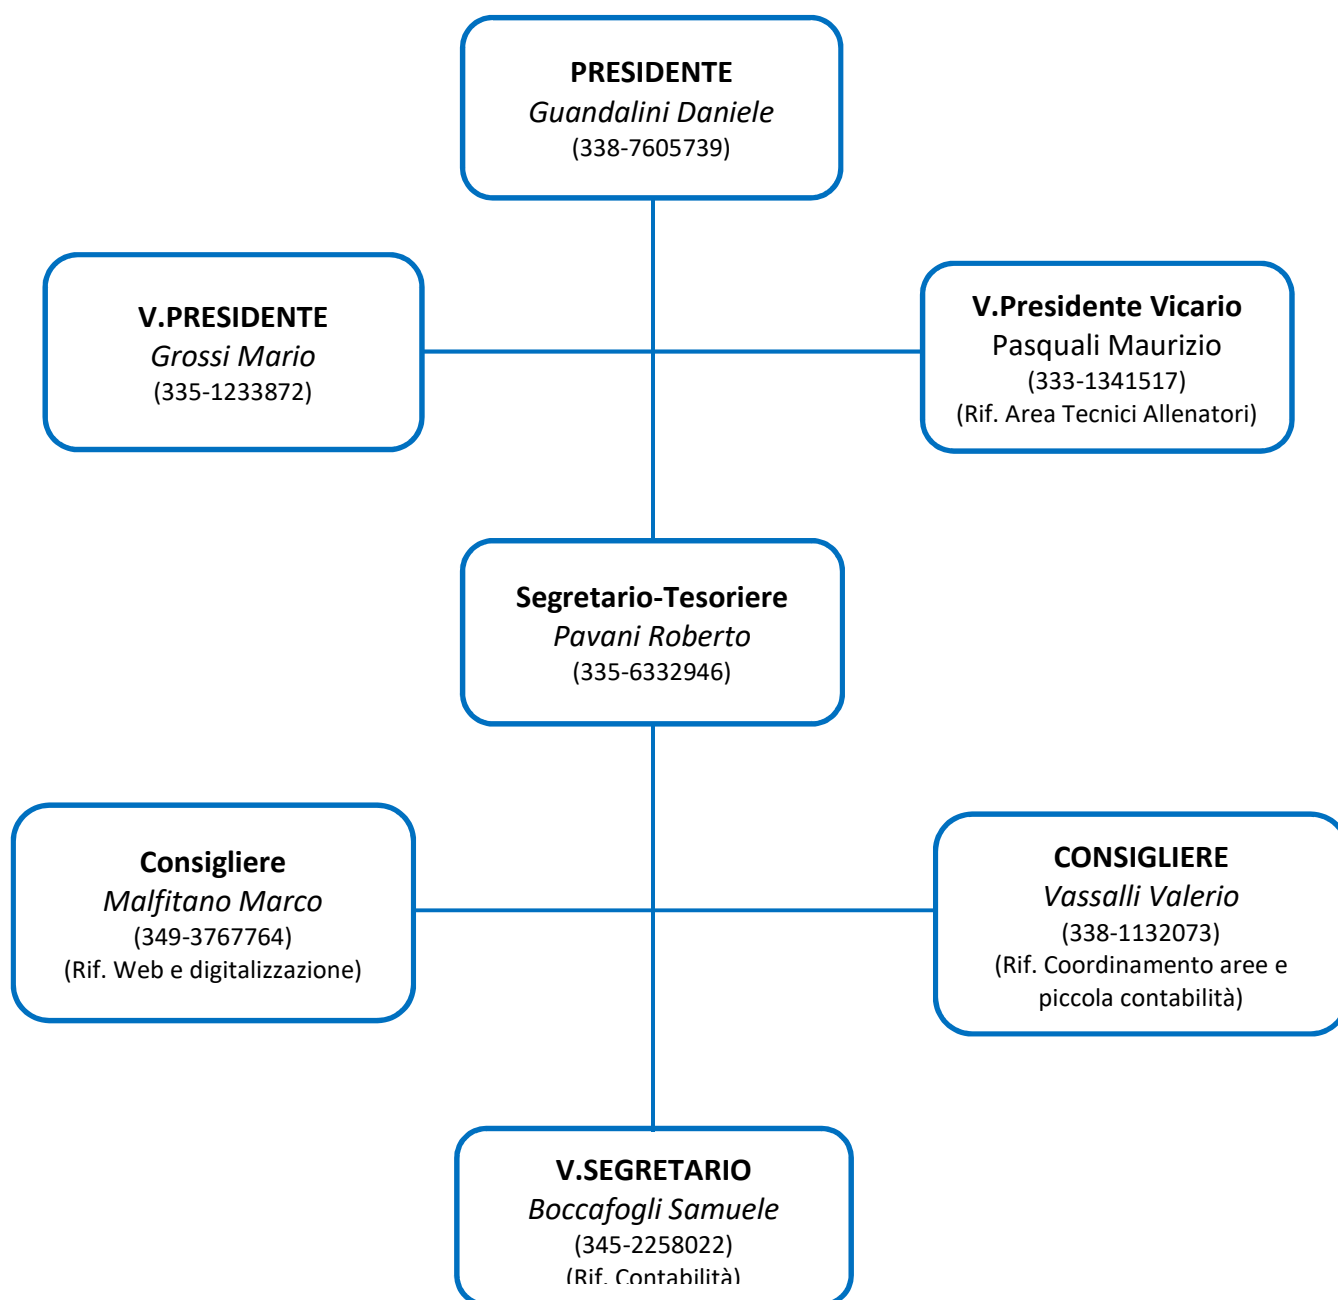 PRESIDENTE
Guandalini Daniele
(338-7605739)
V.PRESIDENTE
Grossi Mario
(335-1233872)
V.Presidente Vicario
Pasquali Maurizio
(333-1341517)
(Rif. Area Tecnici Allenatori)
Segretario-Tesoriere
Pavani Roberto
(335-6332946)
Consigliere
Malfitano Marco
(349-3767764)
(Rif. Web e digitalizzazione)
CONSIGLIERE
Vassalli Valerio
(338-1132073)
(Rif. Coordinamento aree e
piccola contabilità)
V.SEGRETARIO
Boccafogli Samuele
(345-2258022)
(Rif. Contabilità)